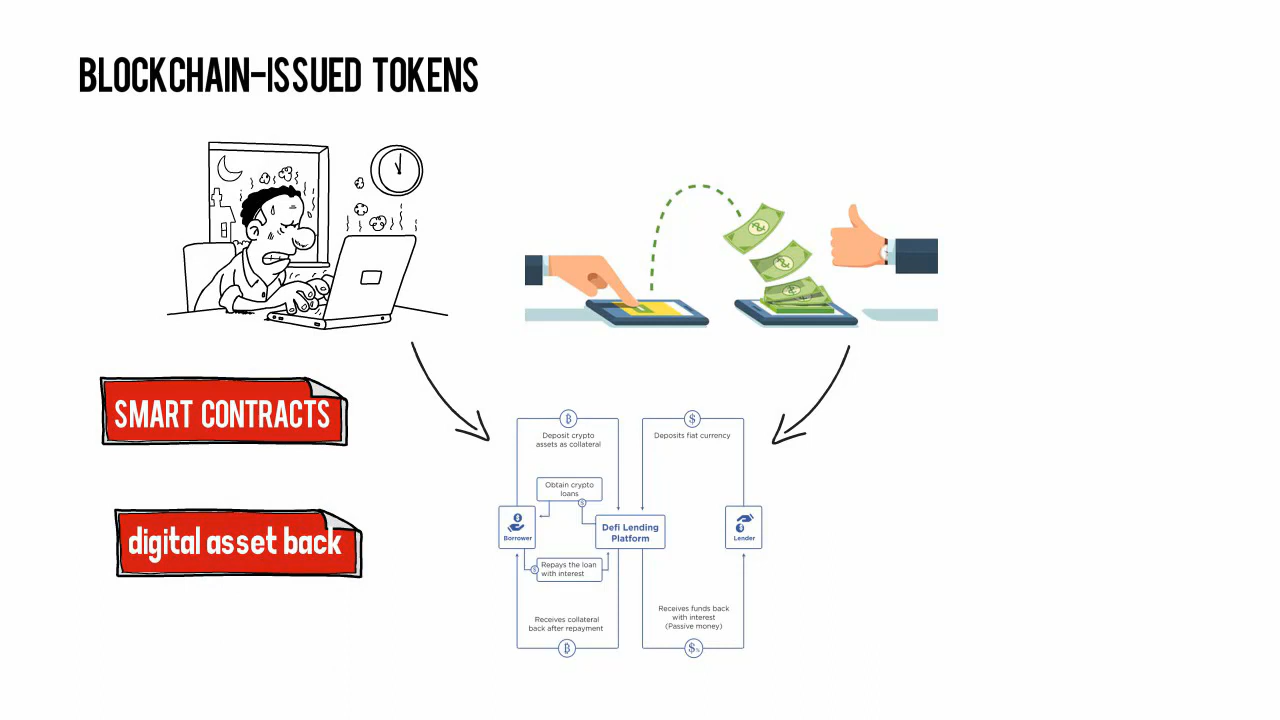 BLOCKCHAIN-ISSUED TOKENS
SMART CONTRACTS
digital asset back
Deposit crypto
assets as collateral
Deposits fiat currency
Obtain crypto
loans
Borrower
Defi Lending
Platform
Lender
Repays the loan
with interest
Receives collateral
back after repayment
Receives funds back
with interest
(Passive money)